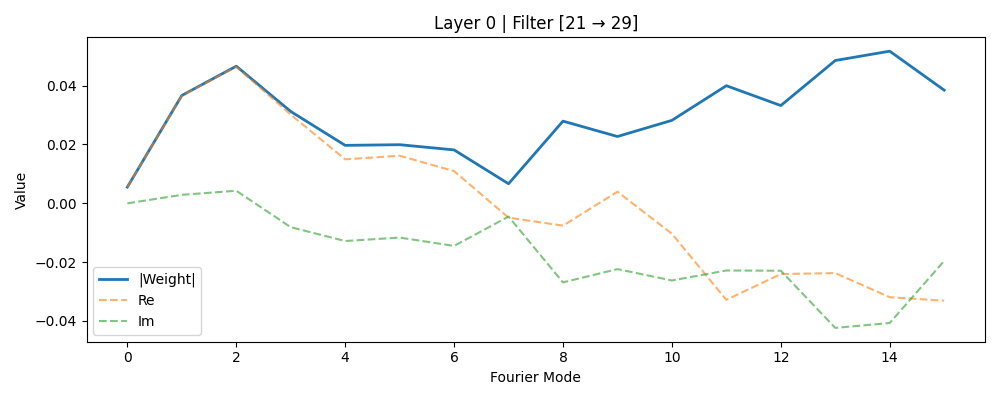 Layer 0 | Filter [21 → 29]
Value
0.04
0.02
0.00
−0.02
−0.04
|Weight|
Re
Im
0 2 4 6 8 10 12 14
Fourier Mode